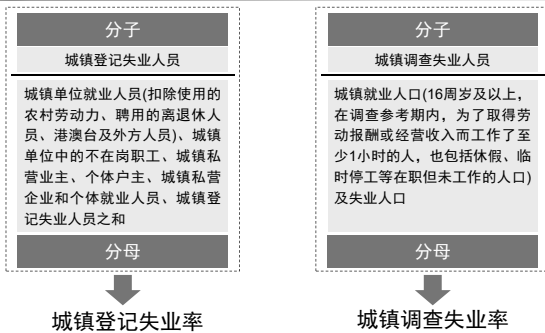 分子
城镇登记失业人员
城镇单位就业人员(扣除使用的
农村劳动力、聘用的离退休人
员、港澳台及外方人员)、城镇
单位中的不在岗职工、城镇私
营业主、个体户主、城镇私营
企业和个体就业人员、城镇登
记失业人员之和
分母
城镇登记失业率
分子
城镇调查失业人员
城镇就业人口(16周岁及以上，
在调查参考期内，为了取得劳
动报酬或经营收入而工作了至
少1小时的人，也包括休假、临
时停工等在职但未工作的人口)
及失业人口
分母
城镇调查失业率